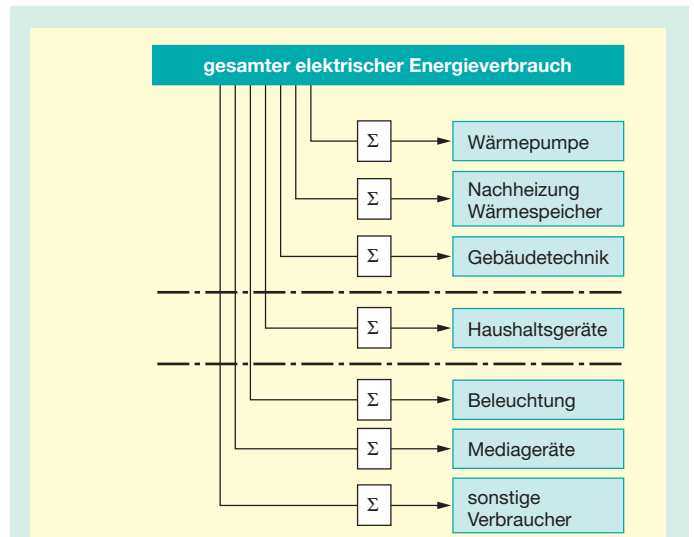 gesamter elektrischer Energieverbrauch
Σ Wärmepumpe
Σ Nachheizung
Wärmespeicher
Σ Gebäudetechnik
Σ Haushaltsgeräte
Σ Beleuchtung
Σ Mediageräte
Σ sonstige
Verbraucher